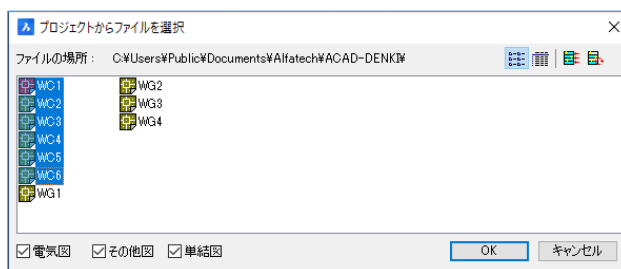 プロジェクトからファイルを選択
ファイルの場所： C:¥Users¥Public¥Documents¥Alfatech¥ACAD-DENKI¥
WC1
WC2
WC3
WC4
WC5
WC6
WG1
WG2
WG3
WG4
電気図 その他図 単結図
OK キャンセル